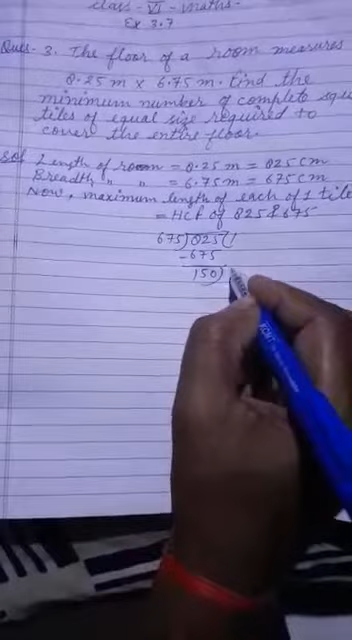 Class - VI - Maths -
Ex 3.7
Ques - 3. The floor of a room measures
8.25 m x 6.75 m. Find the
minimum number of complete squ
tiles of equal size required to
cover the entire floor.
Sol Length of room = 8.25 m = 825 cm
Breadth " " = 6.75 m = 675 cm
Now, maximum length of each of 1 tile
= HCF of 825 & 675
675) 825 (1
- 675
150)